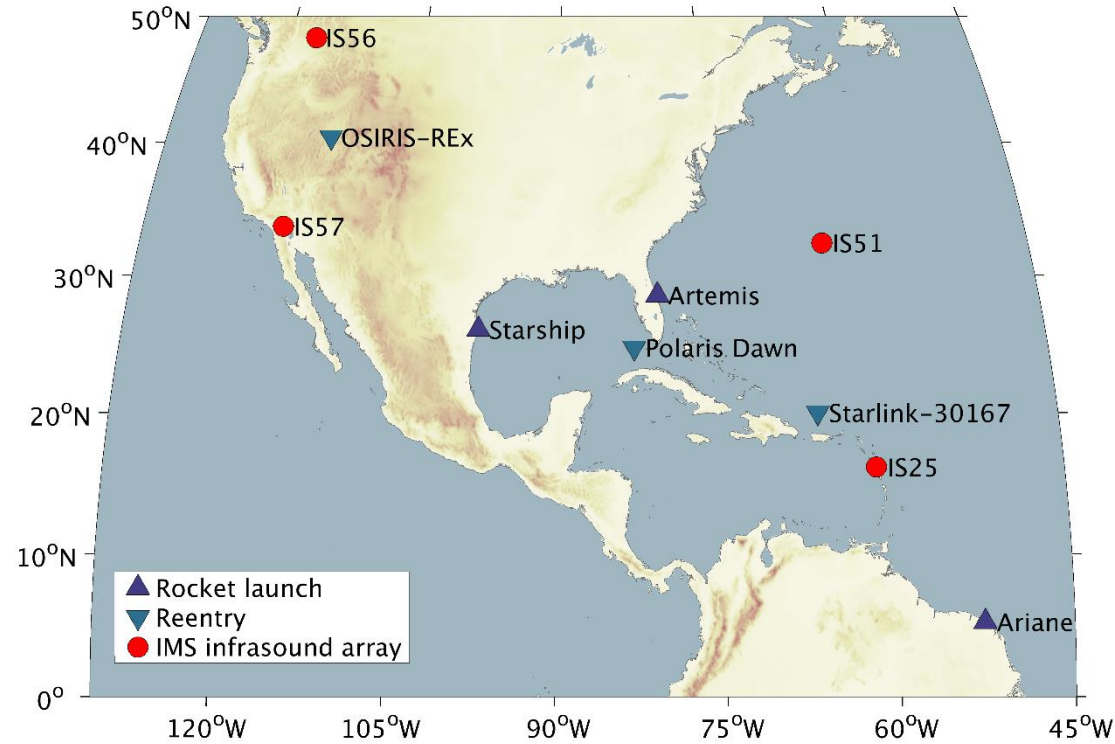 50°N
IS56
40°N
OSIRIS-REx
IS57
IS51
30°N
Artemis
Starship
Polaris Dawn
20°N
Starlink-30167
IS25
10°N
Rocket launch
Reentry
Ariane
IMS infrasound array
0°
120°W 105°W 90°W 75°W 60°W 45°W